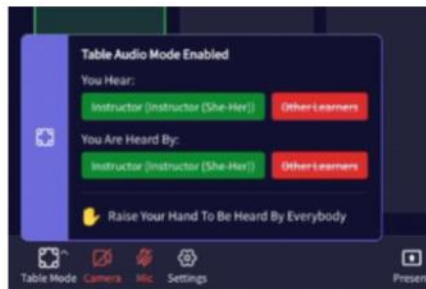 Table Audio Mode Enabled
You Hear:
Instructor (Instructor (She-Her)) Other Learners
You Are Heard By:
Instructor (Instructor (She-Her)) Other Learners
Raise Your Hand To Be Heard By Everybody
Table Mode Camera Mic Settings Presen